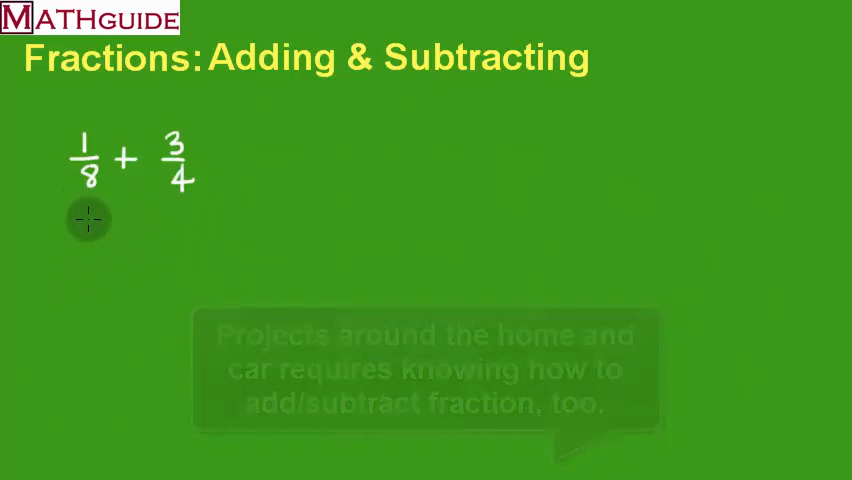 MATHGUIDE
Fractions: Adding & Subtracting
1/8 + 3/4
Projects around the home and
car requires knowing how to
add/subtract fraction, too.